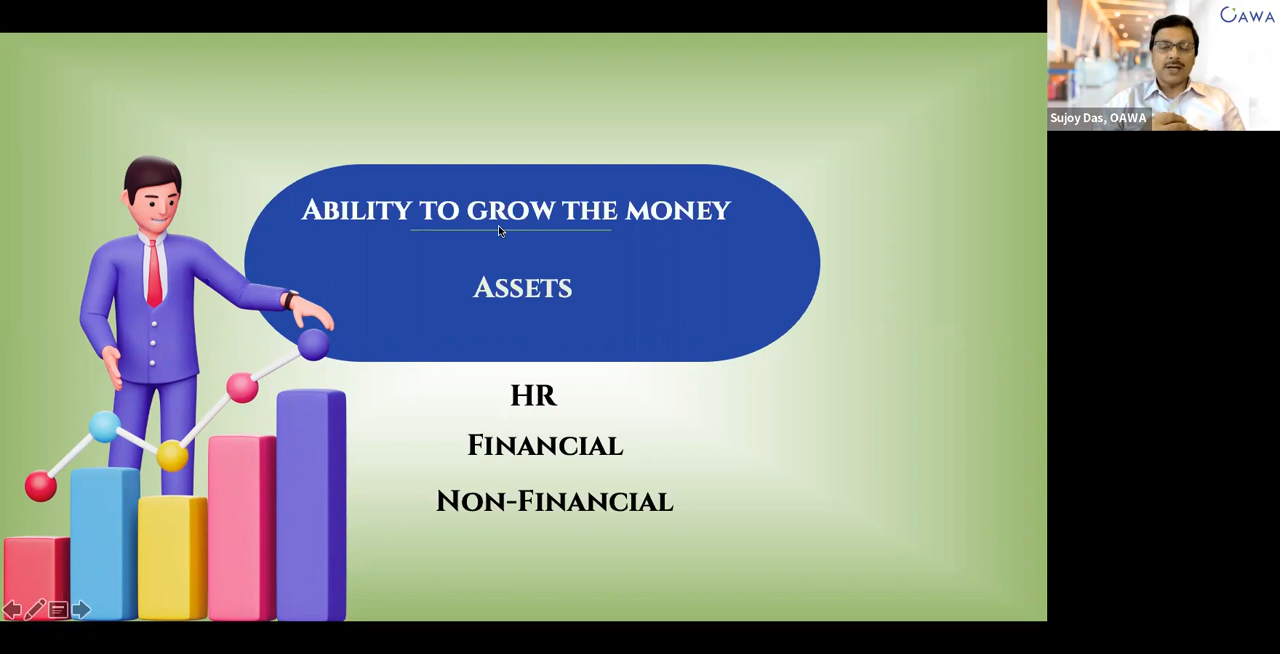 Ability to grow the money
Assets
HR
Financial
Non-Financial
OAWA
Sujoy Das, OAWA